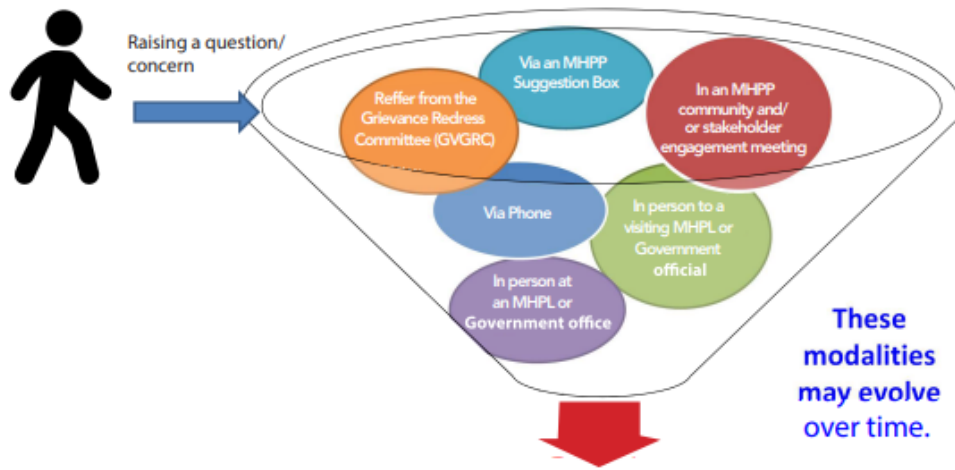 Raising a question/
concern
Via an MHPP
Suggestion Box
In an MHPP
community and/
or stakeholder
engagement meeting
Reffer from the
Grievance Redress
Committee (GVGRC)
Via Phone
In person to a
visiting MHPL or
Government
official
In person at
an MHPL or
Government office
These
modalities
may evolve
over time.